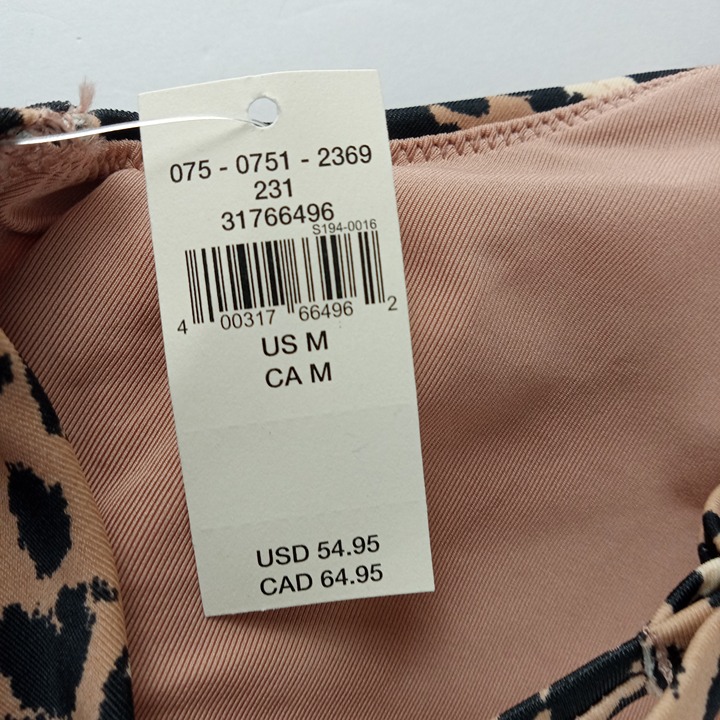 075 - 0751 - 2369
231
31766496
S194-0016
4 00317 66496 2
US M
CA M
USD 54.95
CAD 64.95